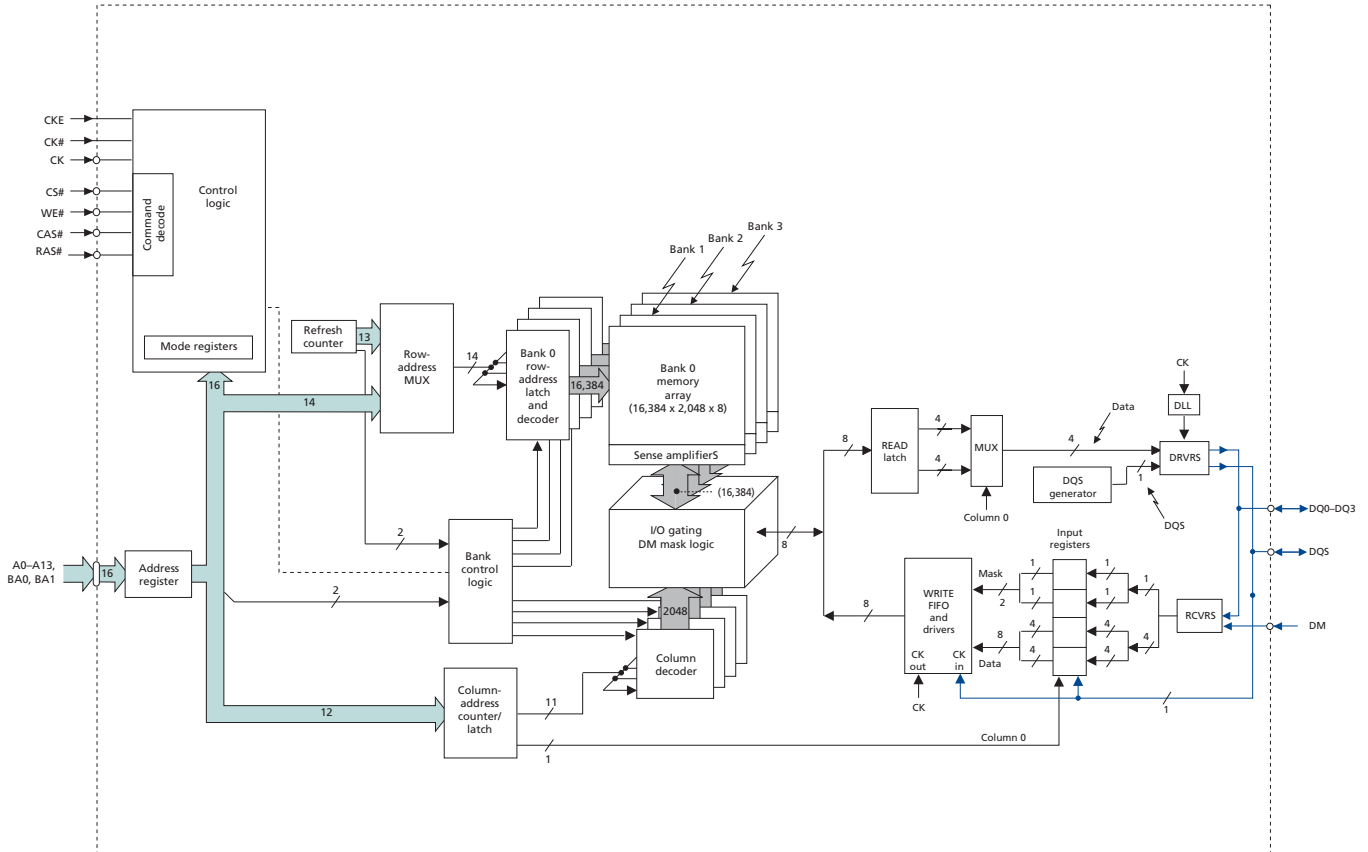 CKE
CK#
CK
CS#
WE#
CAS#
RAS#
Command
decode
Control
logic
Mode registers
Bank 3
Bank 2
Bank 1
Refresh
counter
13
Row-
address
MUX
14
Bank 0
row-
address
latch
and
decoder
16,384
Bank 0
memory
array
(16,384 x 2,048 x 8)
Sense amplifierS
16
14
(16,384)
I/O gating
DM mask logic
8
8
READ
latch
4
4
MUX
Column 0
4
Data
CK
DLL
DRVRS
DQS
generator
1
DQS
DQ0–DQ3
DQS
A0–A13,
BA0, BA1
16
Address
register
2
2
Bank
control
logic
2048
Column
decoder
8
WRITE
FIFO
and
drivers
CK
out
CK
in
CK
Mask
2
8
Data
Input
registers
1
1
4
4
1
1
4
4
1
4
RCVRS
DM
1
12
Column-
address
counter/
latch
11
1
Column 0